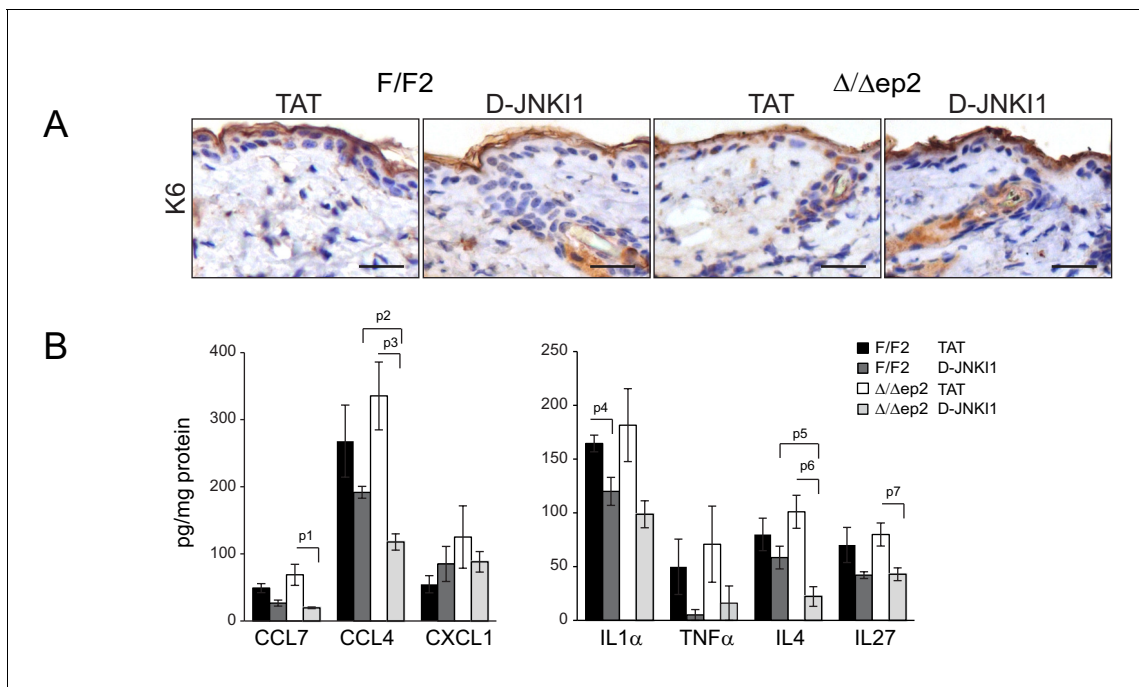 F/F2 Δ/Δep2
A TAT D-JNKI1 TAT D-JNKI1
K6
B
p2
p3
p1
400
300
200
100
0
pg/mg protein
CCL7 CCL4 CXCL1
250
200
150
100
50
0
p4
p5
p6
p7
IL1α TNFα IL4 IL27
F/F2 TAT
F/F2 D-JNKI1
Δ/Δep2 TAT
Δ/Δep2 D-JNKI1